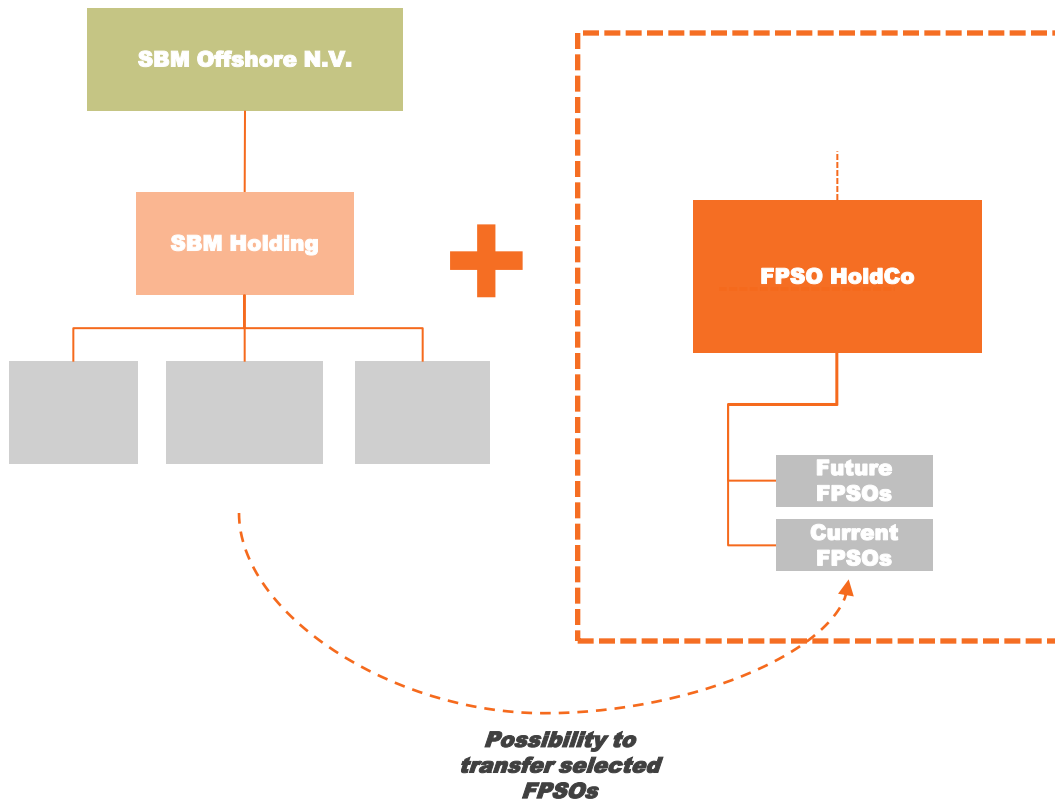 SBM Offshore N.V.
SBM Holding
FPSO HoldCo
Future
FPSOs
Current
FPSOs
Possibility to
transfer selected
FPSOs